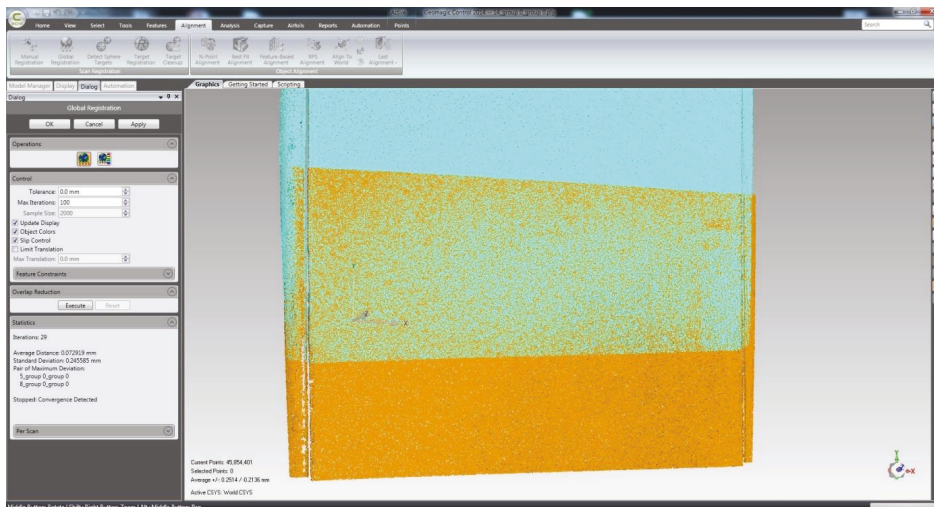 Geomagic Control 2014
Home View Select Tools Features Alignment Analysis Capture Airfoils Reports Automation Points
Search
Manual Registration
Global Registration
Detect Sphere Targets
Target Registration
Target Cleanup
N-Point Alignment
Best Fit Alignment
Feature-Based Alignment
RPS Alignment
Align To World
Last Alignment
Scan Registration
Object Alignment
Model Manager Display Dialog Automation
Graphics Getting Started Scripting
Dialog
Global Registration
OK Cancel Apply
Operations
Control
Tolerance: 0.0 mm
Max Iterations: 100
Sample Size: 2000
Update Display
Object Colors
Slip Control
Limit Translation
Max Translation: 0.0 mm
Feature Constraints
Overlap Reduction
Execute Reset
Statistics
Iterations: 29
Average Distance: 0.072919 mm
Standard Deviation: 0.245585 mm
Pair of Maximum Deviation:
5_group 0_group 0
8_group 0_group 0
Stopped: Convergence Detected
Per Scan
Y
X
Current Points: 45,854,401
Selected Points: 0
Average +/-: 0.2514 / -0.2136 mm
Active CSYS: World CSYS
Y
X